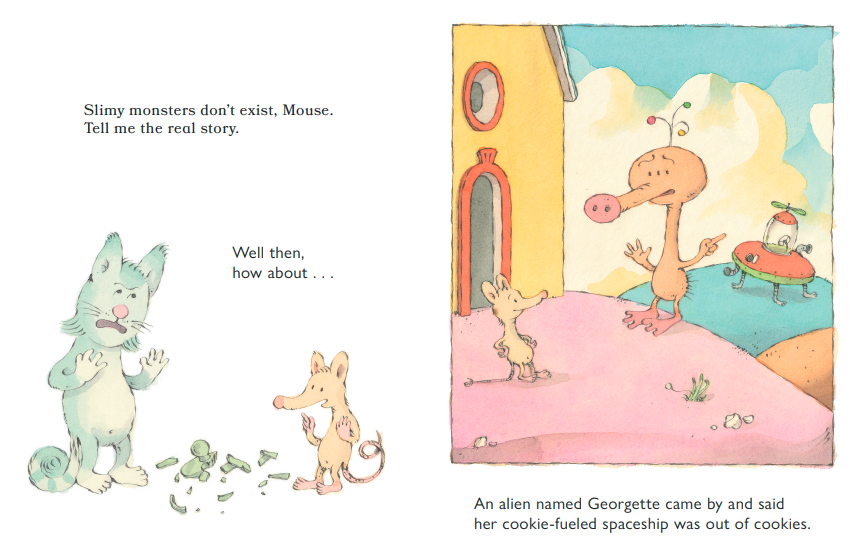 Slimy monsters don't exist, Mouse.
Tell me the real story.
Well then,
how about . . .
An alien named Georgette came by and said
her cookie-fueled spaceship was out of cookies.